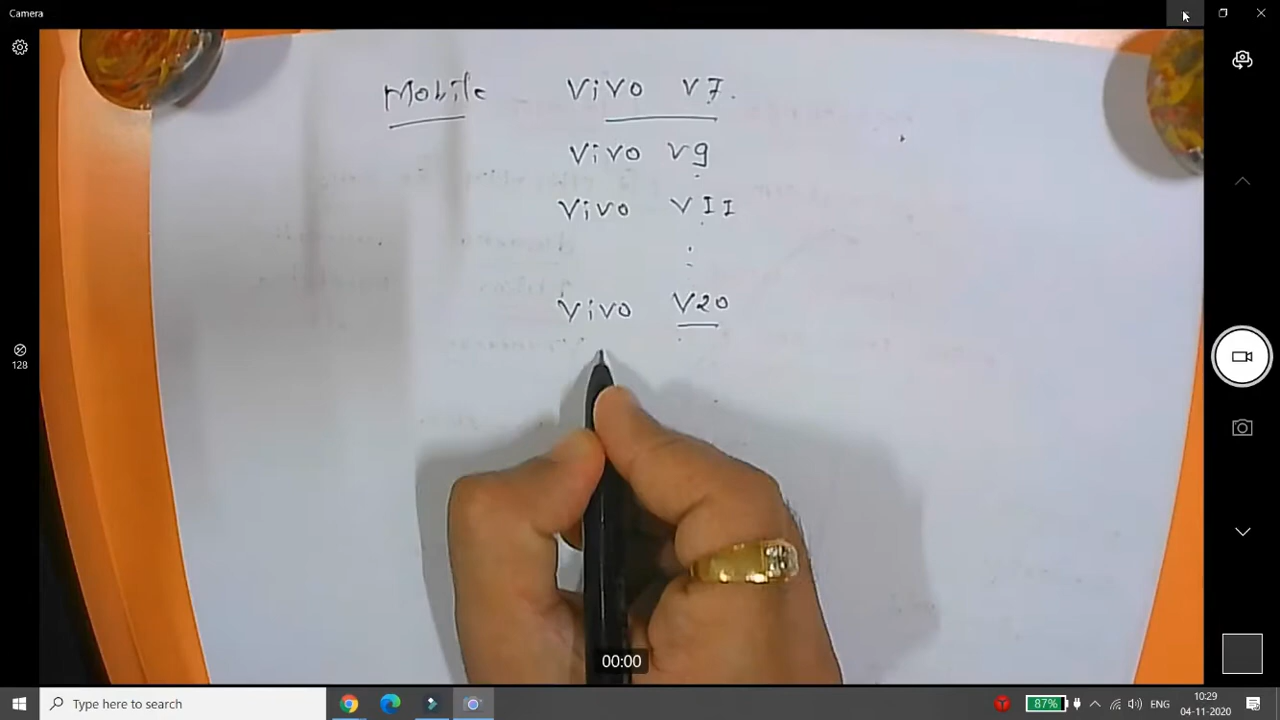 Camera
Mobile ViVo V7.
ViVo V9
ViVo VII
ViVo V20
128
00:00
Type here to search
87%
ENG
10:29
04-11-2020